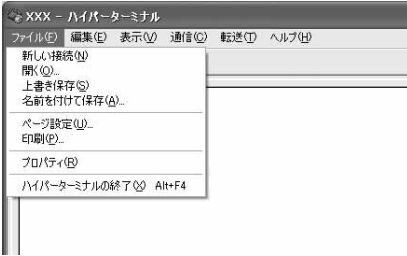 XXX - ハイパーターミナル
ファイル(F) 編集(E) 表示(V) 通信(C) 転送(T) ヘルプ(H)
新しい接続(N)
開く(O)...
上書き保存(S)
名前を付けて保存(A)...
ページ設定(U)...
印刷(P)...
プロパティ(R)
ハイパーターミナルの終了(X) Alt+F4